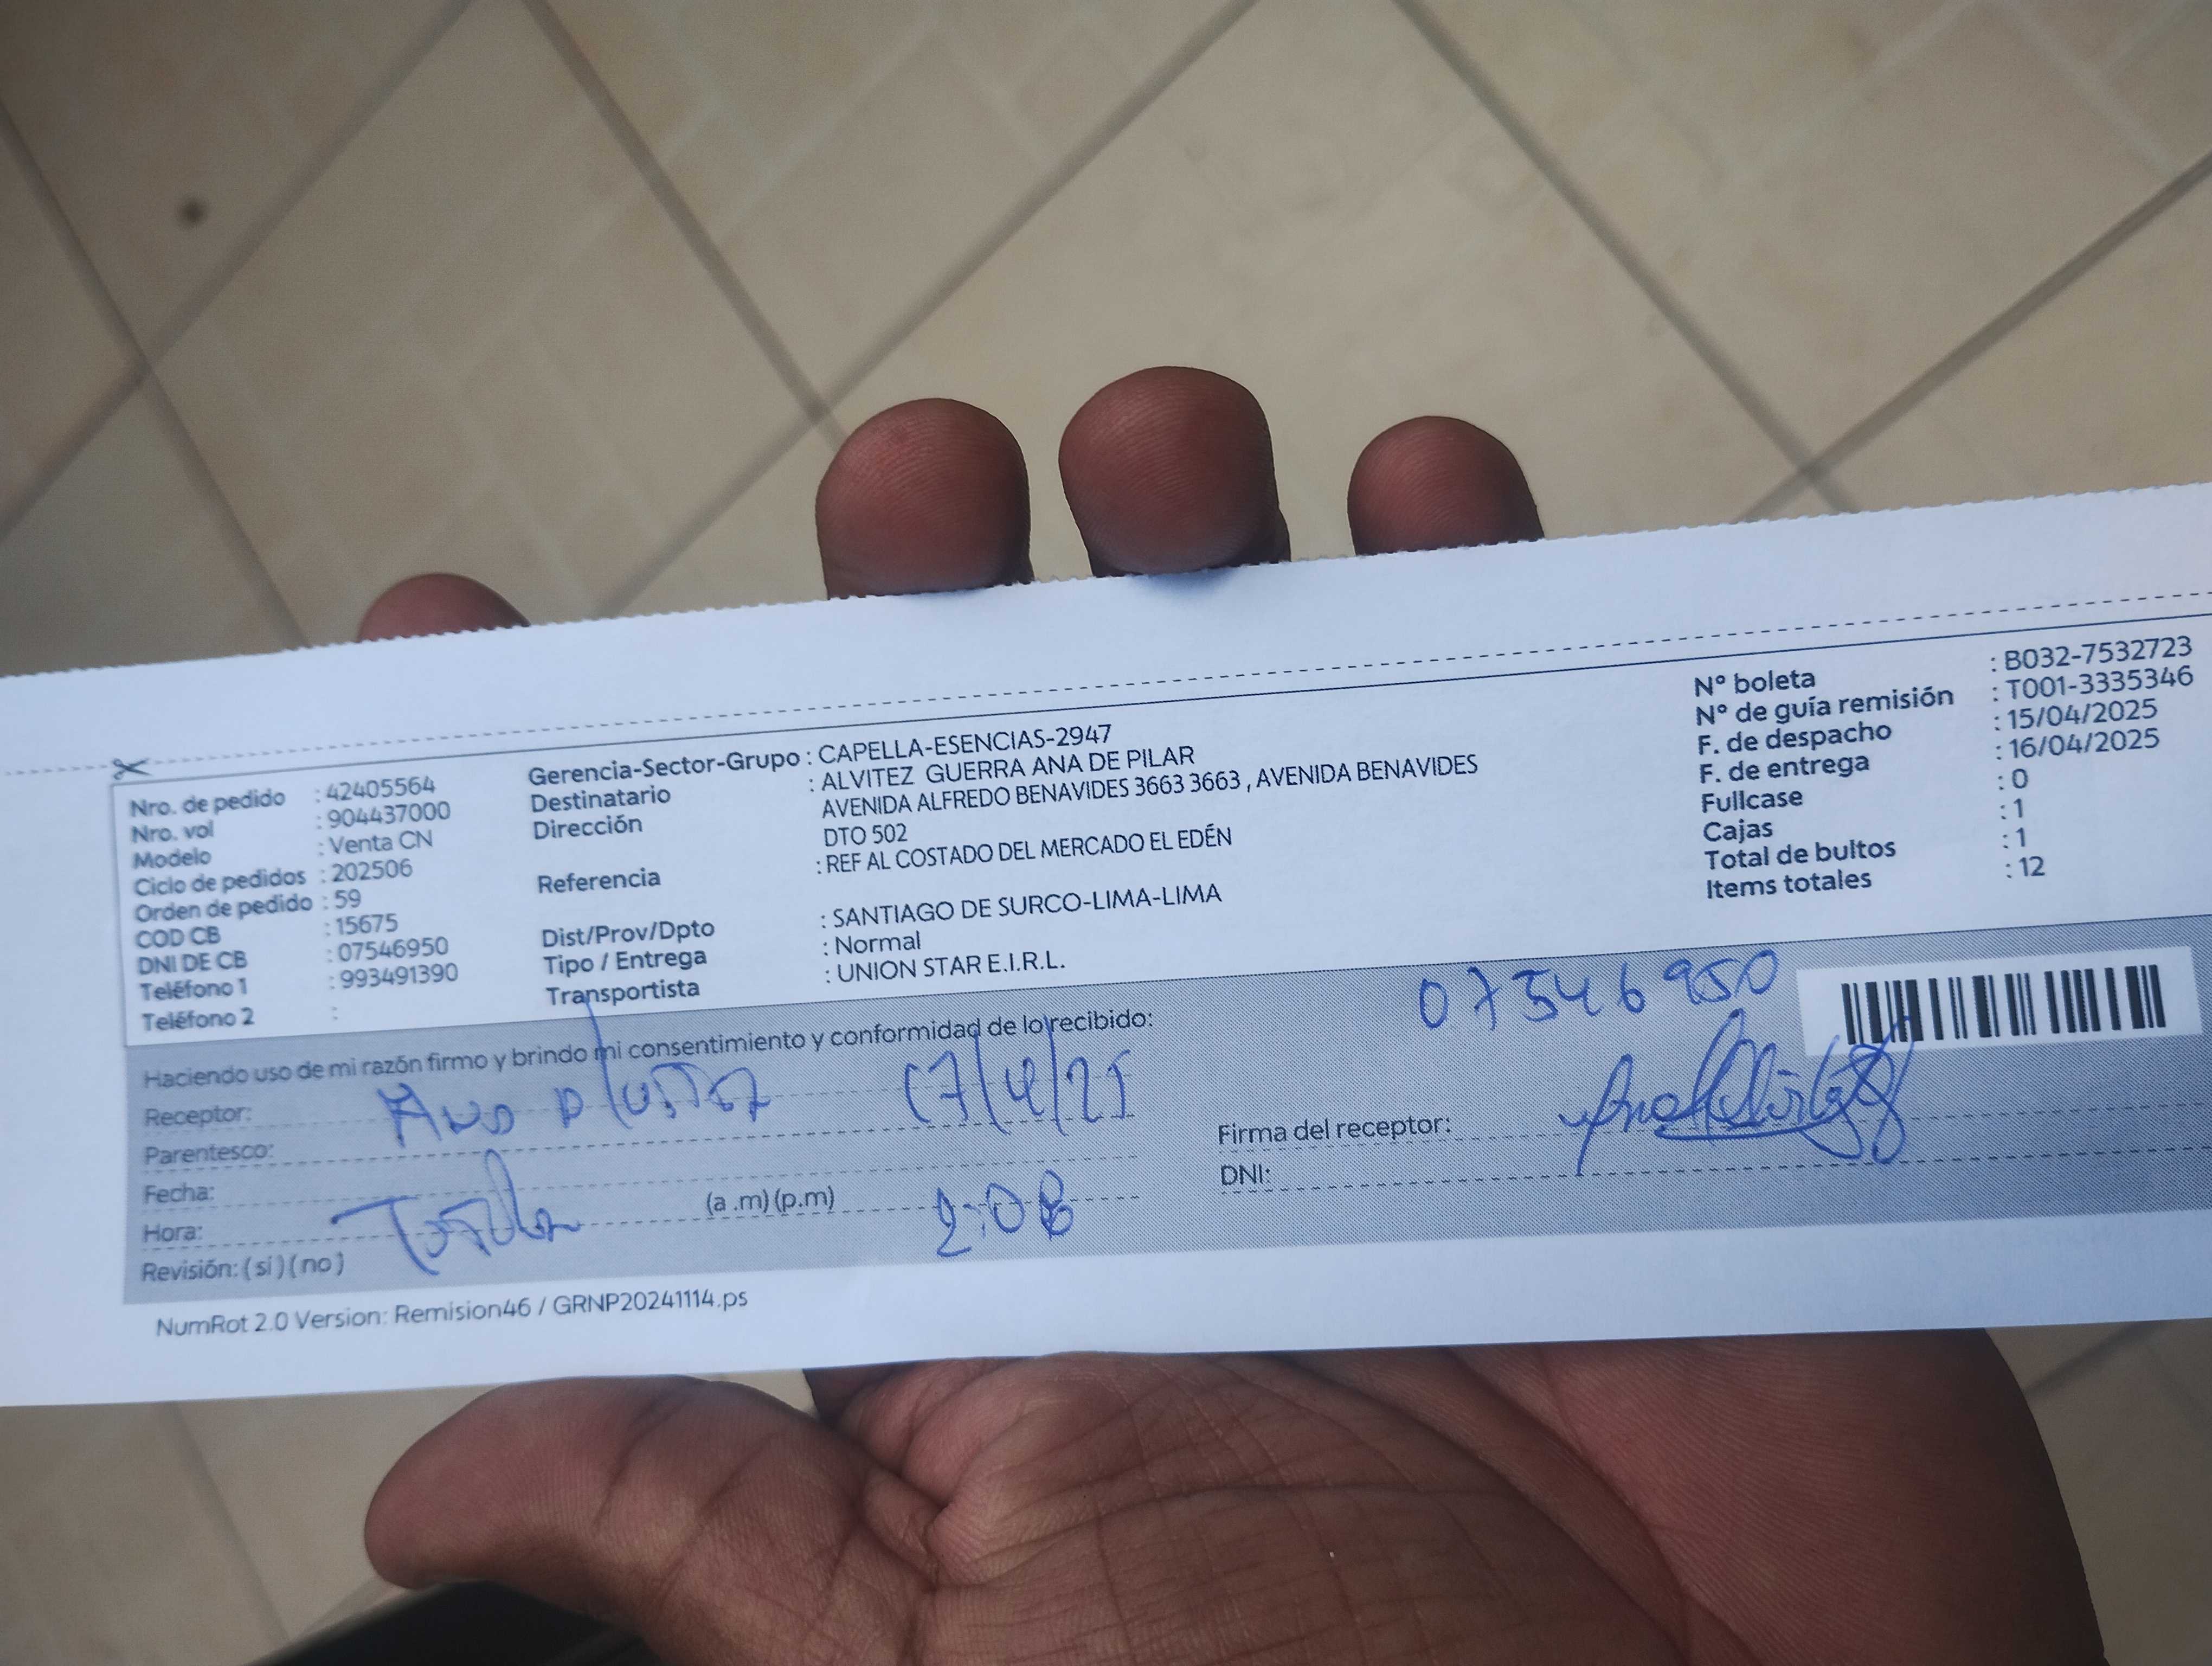 Nro. de pedido : 42405564
Nro. vol : 904437000
Modelo : Venta CN
Ciclo de pedidos : 202506
Orden de pedido : 59
COD CB : 15675
DNI DE CB : 07546950
Teléfono 1 : 993491390
Teléfono 2 :
Gerencia-Sector-Grupo : CAPELLA-ESENCIAS-2947
Destinatario : ALVITEZ GUERRA ANA DE PILAR
Dirección AVENIDA ALFREDO BENAVIDES 3663 3663 , AVENIDA BENAVIDES
DTO 502
Referencia : REF AL COSTADO DEL MERCADO EL EDÉN
Dist/Prov/Dpto : SANTIAGO DE SURCO-LIMA-LIMA
Tipo / Entrega : Normal
Transportista : UNION STAR E.I.R.L.
N° boleta : B032-7532723
N° de guía remisión : T001-3335346
F. de despacho : 15/04/2025
F. de entrega : 16/04/2025
Fullcase : 0
Cajas : 1
Total de bultos : 1
Items totales : 12
Haciendo uso de mi razón firmo y brindo mi consentimiento y conformidad de lo recibido:
07546950
Receptor:
17/4/25
Parentesco:
Fecha:
Hora: (a .m) (p.m) 2:08
Revisión: ( sí ) ( no )
Firma del receptor:
DNI:
NumRot 2.0 Version: Remision46 / GRNP20241114.ps